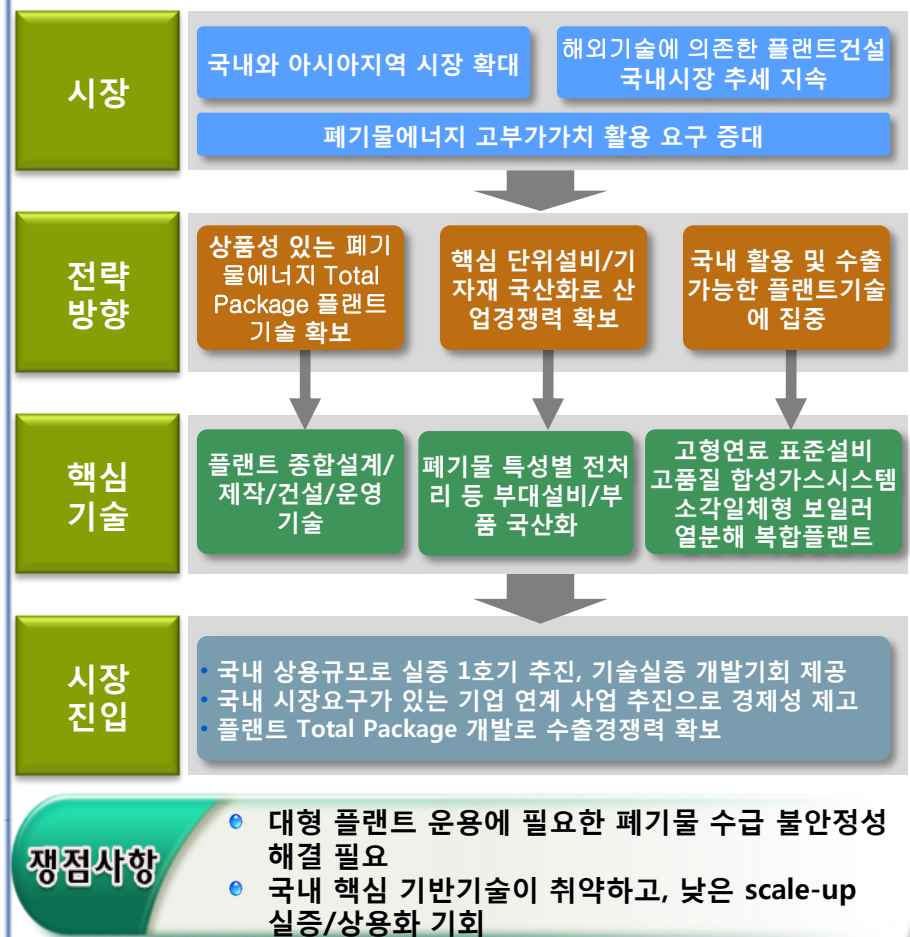 시장
국내와 아시아지역 시장 확대
해외기술에 의존한 플랜트건설
국내시장 추세 지속
폐기물에너지 고부가가치 활용 요구 증대
전략
방향
상품성 있는 폐기
물에너지 Total
Package 플랜트
기술 확보
핵심 단위설비/기
자재 국산화로 산
업경쟁력 확보
국내 활용 및 수출
가능한 플랜트기술
에 집중
핵심
기술
플랜트 종합설계/
제작/건설/운영
기술
폐기물 특성별 전처
리 등 부대설비/부
품 국산화
고형연료 표준설비
고품질 합성가스시스템
소각일체형 보일러
열분해 복합플랜트
시장
진입
• 국내 상용규모로 실증 1호기 추진, 기술실증 개발기회 제공
• 국내 시장요구가 있는 기업 연계 사업 추진으로 경제성 제고
• 플랜트 Total Package 개발로 수출경쟁력 확보
쟁점사항
대형 플랜트 운용에 필요한 폐기물 수급 불안정성
해결 필요
국내 핵심 기반기술이 취약하고, 낮은 scale-up
실증/상용화 기회